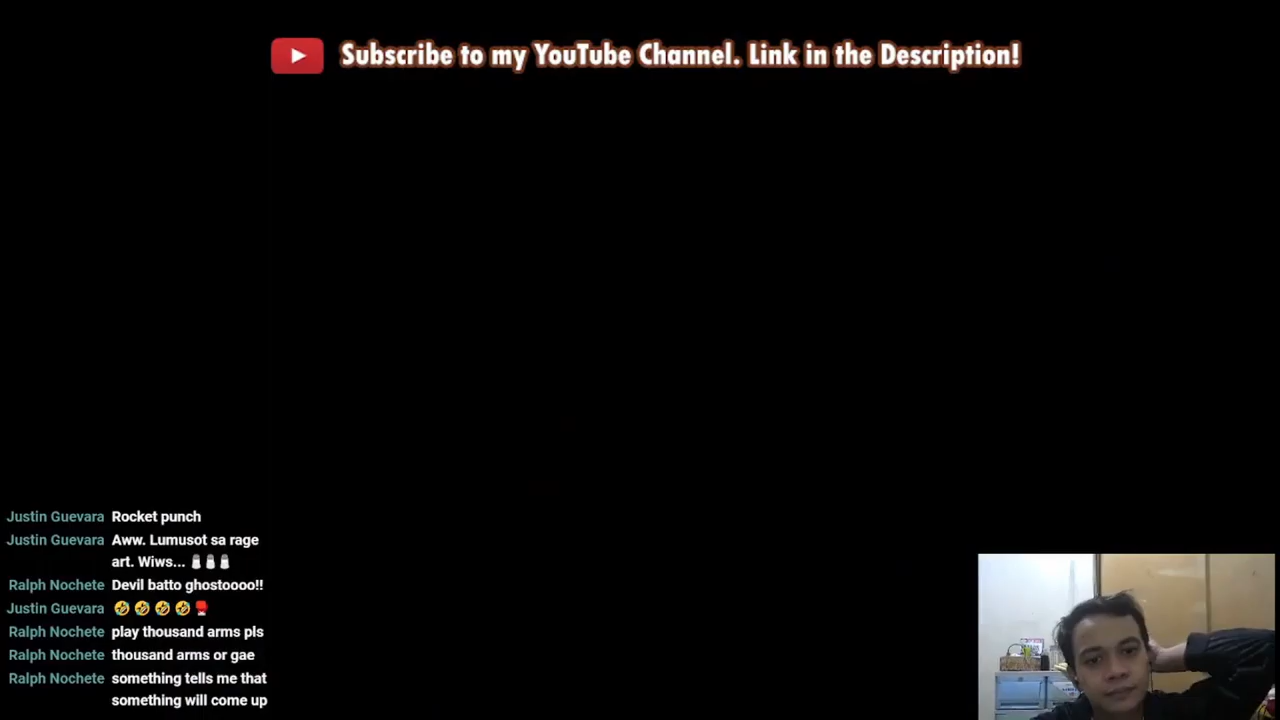 Subscribe to my YouTube Channel. Link in the Description!
Justin Guevara Rocket punch
Justin Guevara Aww. Lumusot sa rage
art. Wiws... 🧂🧂🧂
Ralph Nochete Devil batto ghostoooo!!
Justin Guevara 🤣🤣🤣🤣🥊
Ralph Nochete play thousand arms pls
Ralph Nochete thousand arms or gae
Ralph Nochete something tells me that
something will come up